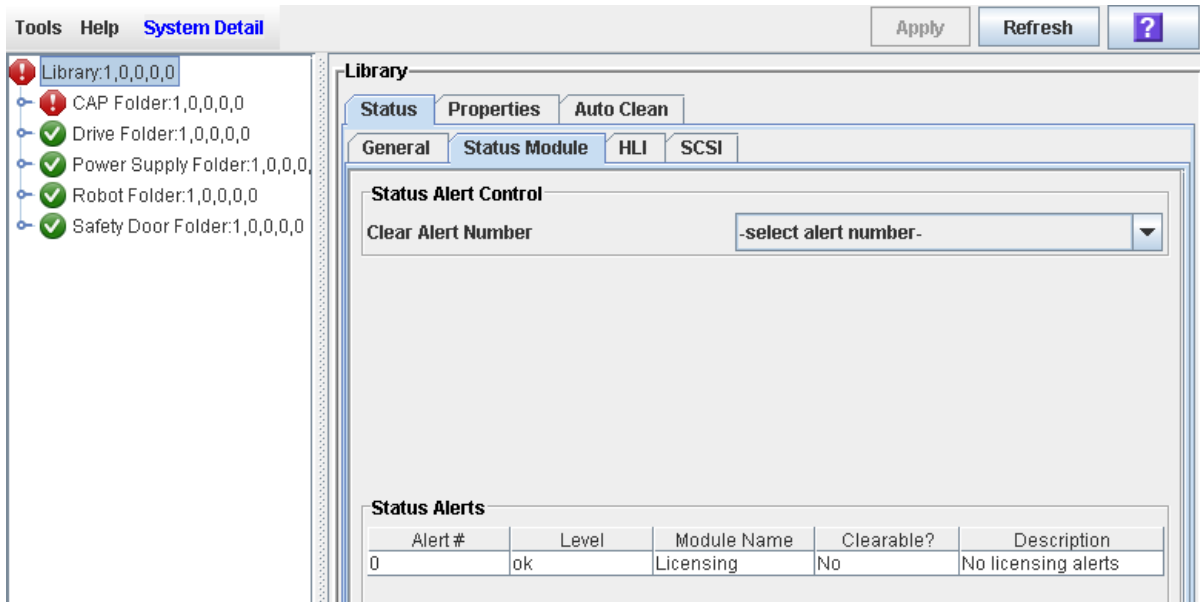 Tools Help System Detail Apply Refresh ?
Library:1,0,0,0,0
CAP Folder:1,0,0,0,0
Drive Folder:1,0,0,0,0
Power Supply Folder:1,0,0,0,
Robot Folder:1,0,0,0,0
Safety Door Folder:1,0,0,0,0
Library
Status Properties Auto Clean
General Status Module HLI SCSI
Status Alert Control
Clear Alert Number -select alert number-
Status Alerts
Alert # Level Module Name Clearable? Description
0 ok Licensing No No licensing alerts